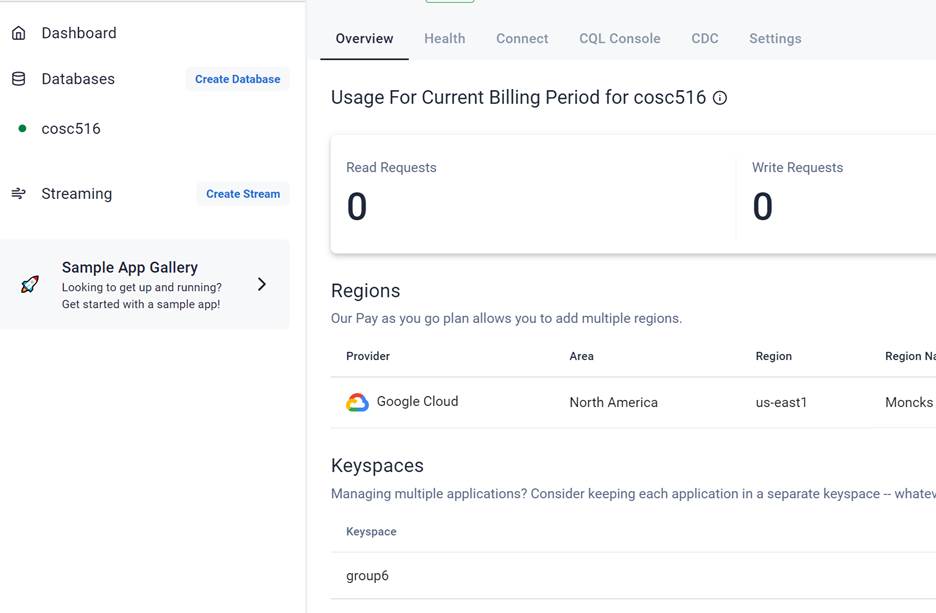 Dashboard
Databases
Create Database
cosc516
Streaming
Create Stream
Sample App Gallery
Looking to get up and running?
Get started with a sample app!
Overview Health Connect CQL Console CDC Settings
Usage For Current Billing Period for cosc516
Read Requests Write Requests
0 0
Regions
Our Pay as you go plan allows you to add multiple regions.
Provider Area Region Region Na
Google Cloud North America us-east1 Moncks
Keyspaces
Managing multiple applications? Consider keeping each application in a separate keyspace -- whatev
Keyspace
group6